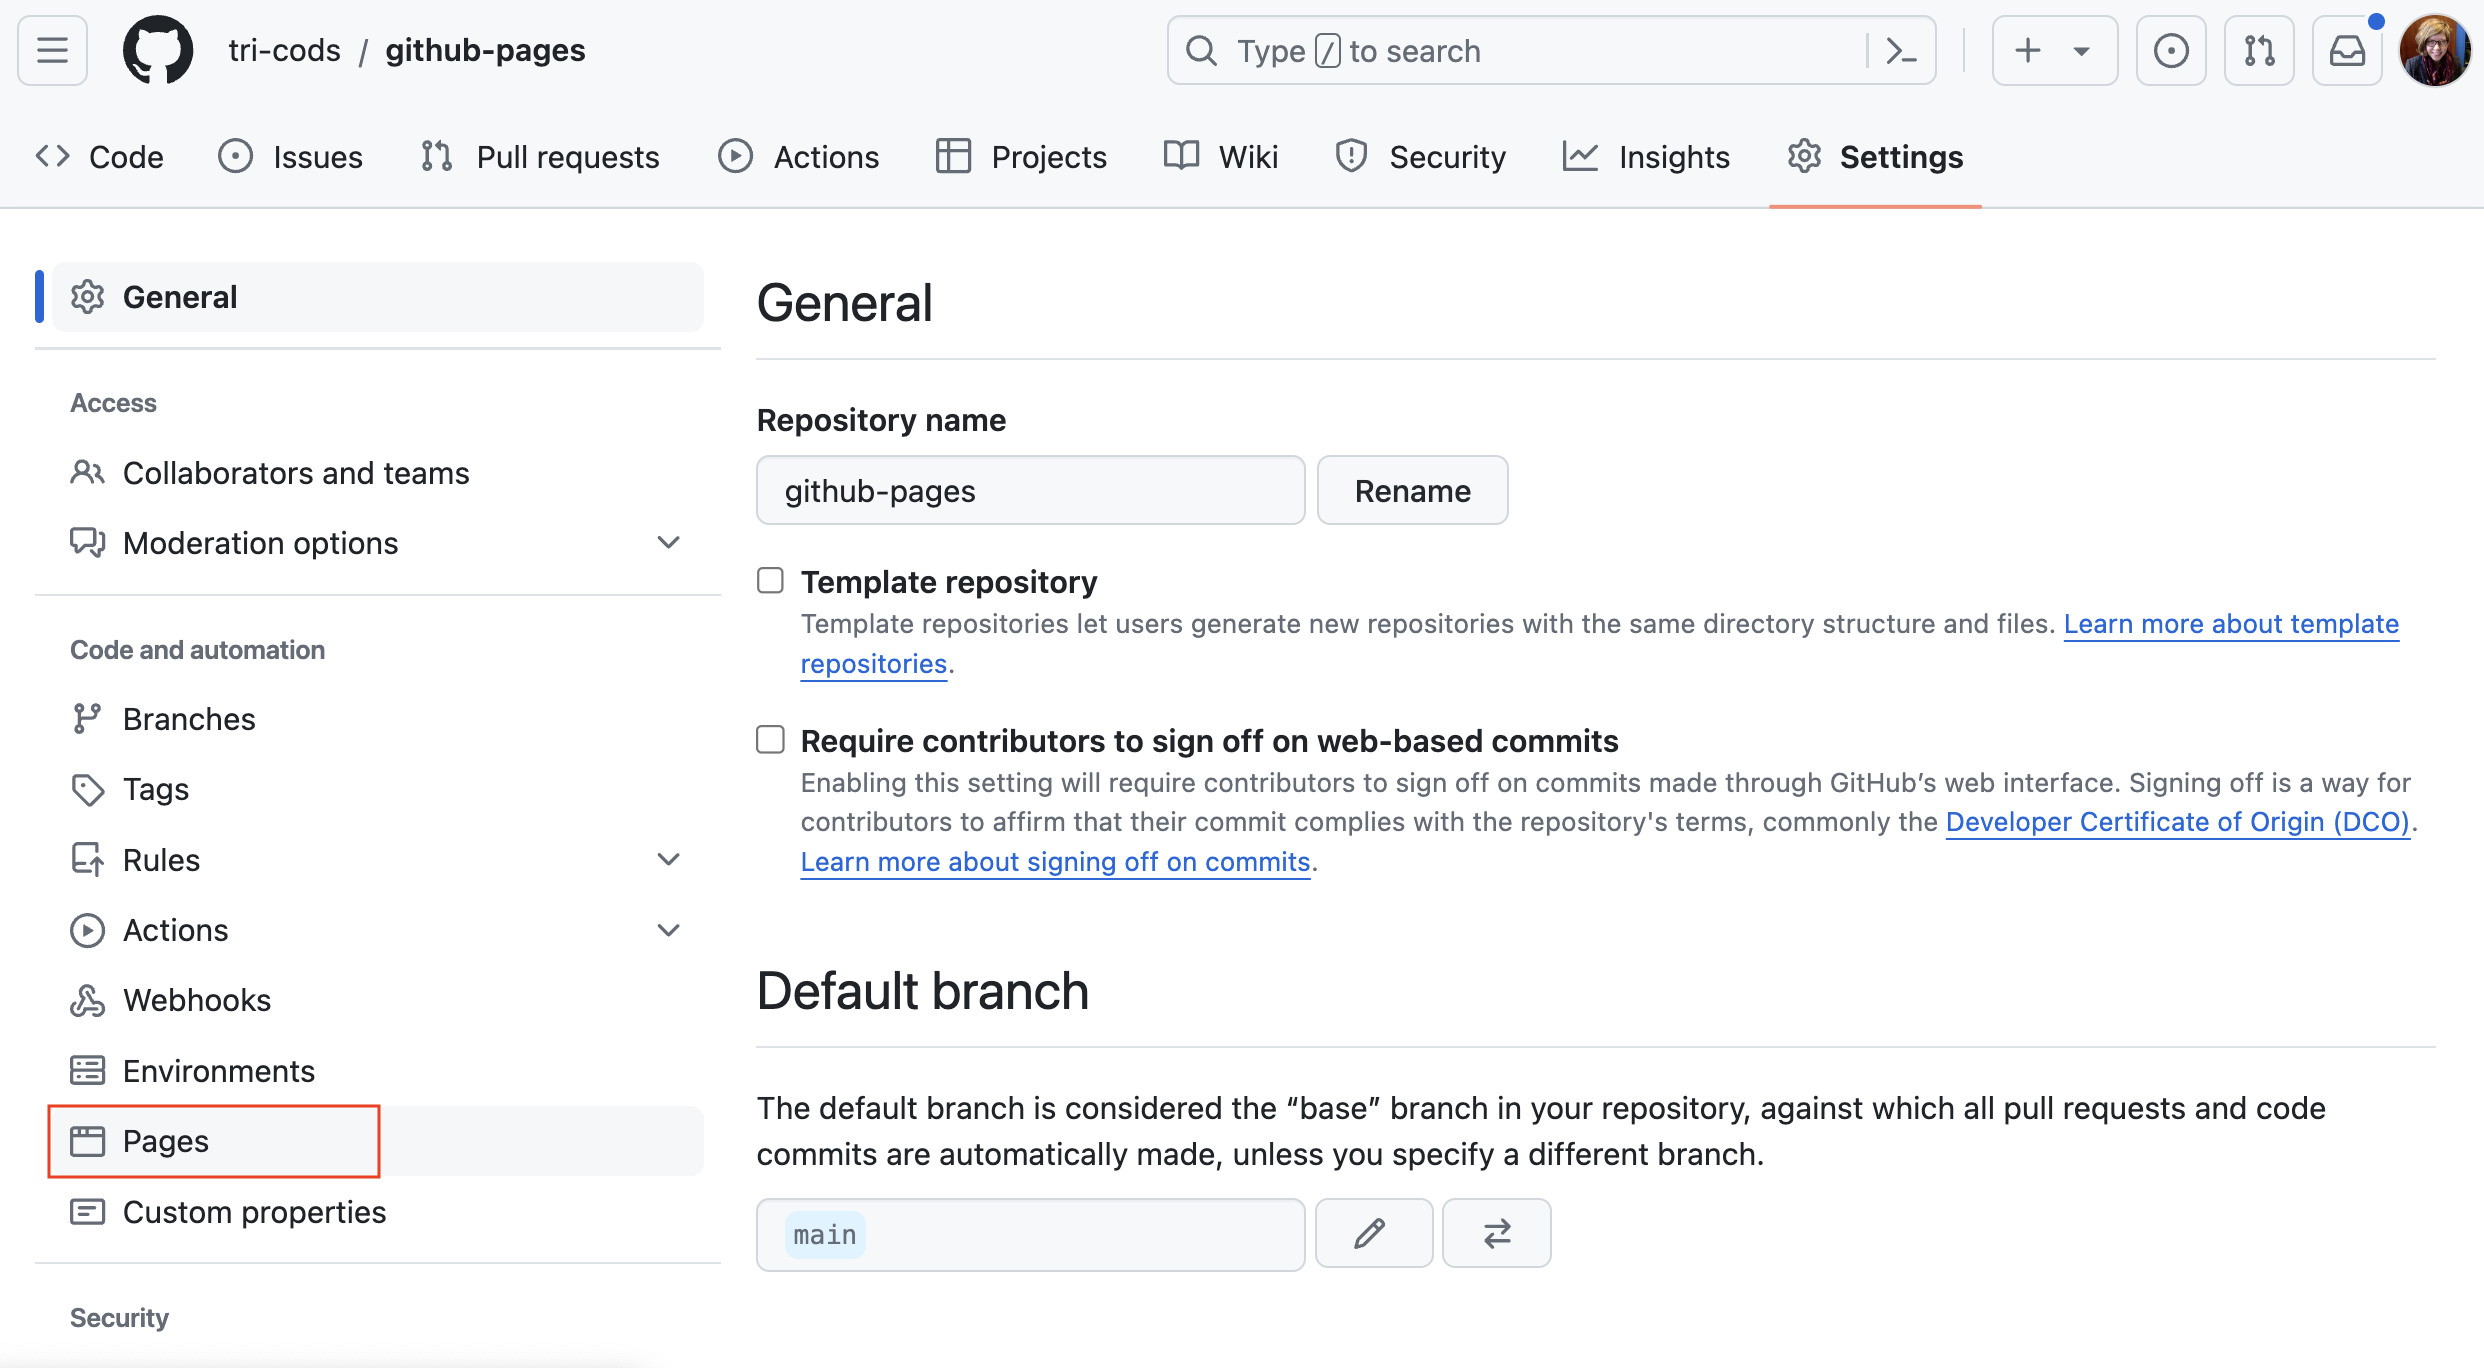 tri-cods / github-pages
Type / to search
Code
Issues
Pull requests
Actions
Projects
Wiki
Security
Insights
Settings
General
Access
Collaborators and teams
Moderation options
Code and automation
Branches
Tags
Rules
Actions
Webhooks
Environments
Pages
Custom properties
Security
General
Repository name
github-pages
Rename
Template repository
Template repositories let users generate new repositories with the same directory structure and files. Learn more about template
repositories.
Require contributors to sign off on web-based commits
Enabling this setting will require contributors to sign off on commits made through GitHub’s web interface. Signing off is a way for
contributors to affirm that their commit complies with the repository's terms, commonly the Developer Certificate of Origin (DCO).
Learn more about signing off on commits.
Default branch
The default branch is considered the “base” branch in your repository, against which all pull requests and code
commits are automatically made, unless you specify a different branch.
main